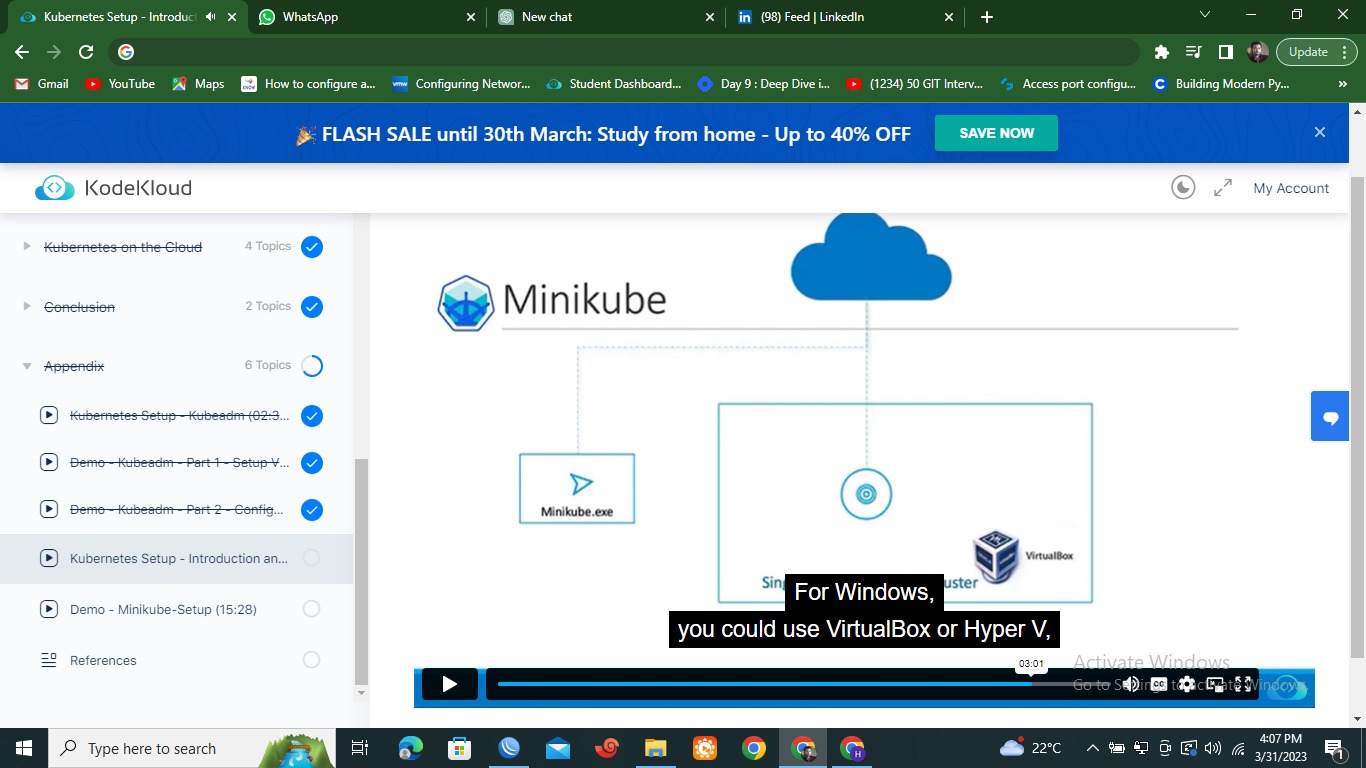 Kubernetes Setup - Introduct
WhatsApp
New chat
(98) Feed | LinkedIn
Update
Gmail
YouTube
Maps
How to configure a...
Configuring Networ...
Student Dashboard...
Day 9 : Deep Dive i...
(1234) 50 GIT Interv...
Access port configu...
Building Modern Py...
FLASH SALE until 30th March: Study from home - Up to 40% OFF
SAVE NOW
KodeKloud
My Account
Kubernetes on the Cloud
4 Topics
Conclusion
2 Topics
Appendix
6 Topics
Kubernetes Setup - Kubeadm (02:3...
Demo - Kubeadm - Part 1 - Setup V...
Demo - Kubeadm - Part 2 - Config...
Kubernetes Setup - Introduction an...
Demo - Minikube-Setup (15:28)
References
Minikube
Minikube.exe
VirtualBox
Sin
uster
For Windows,
you could use VirtualBox or Hyper V,
03:01
Activate Windows
Go to Settings to activate Windows.
Type here to search
22°C
4:07 PM
3/31/2023
1